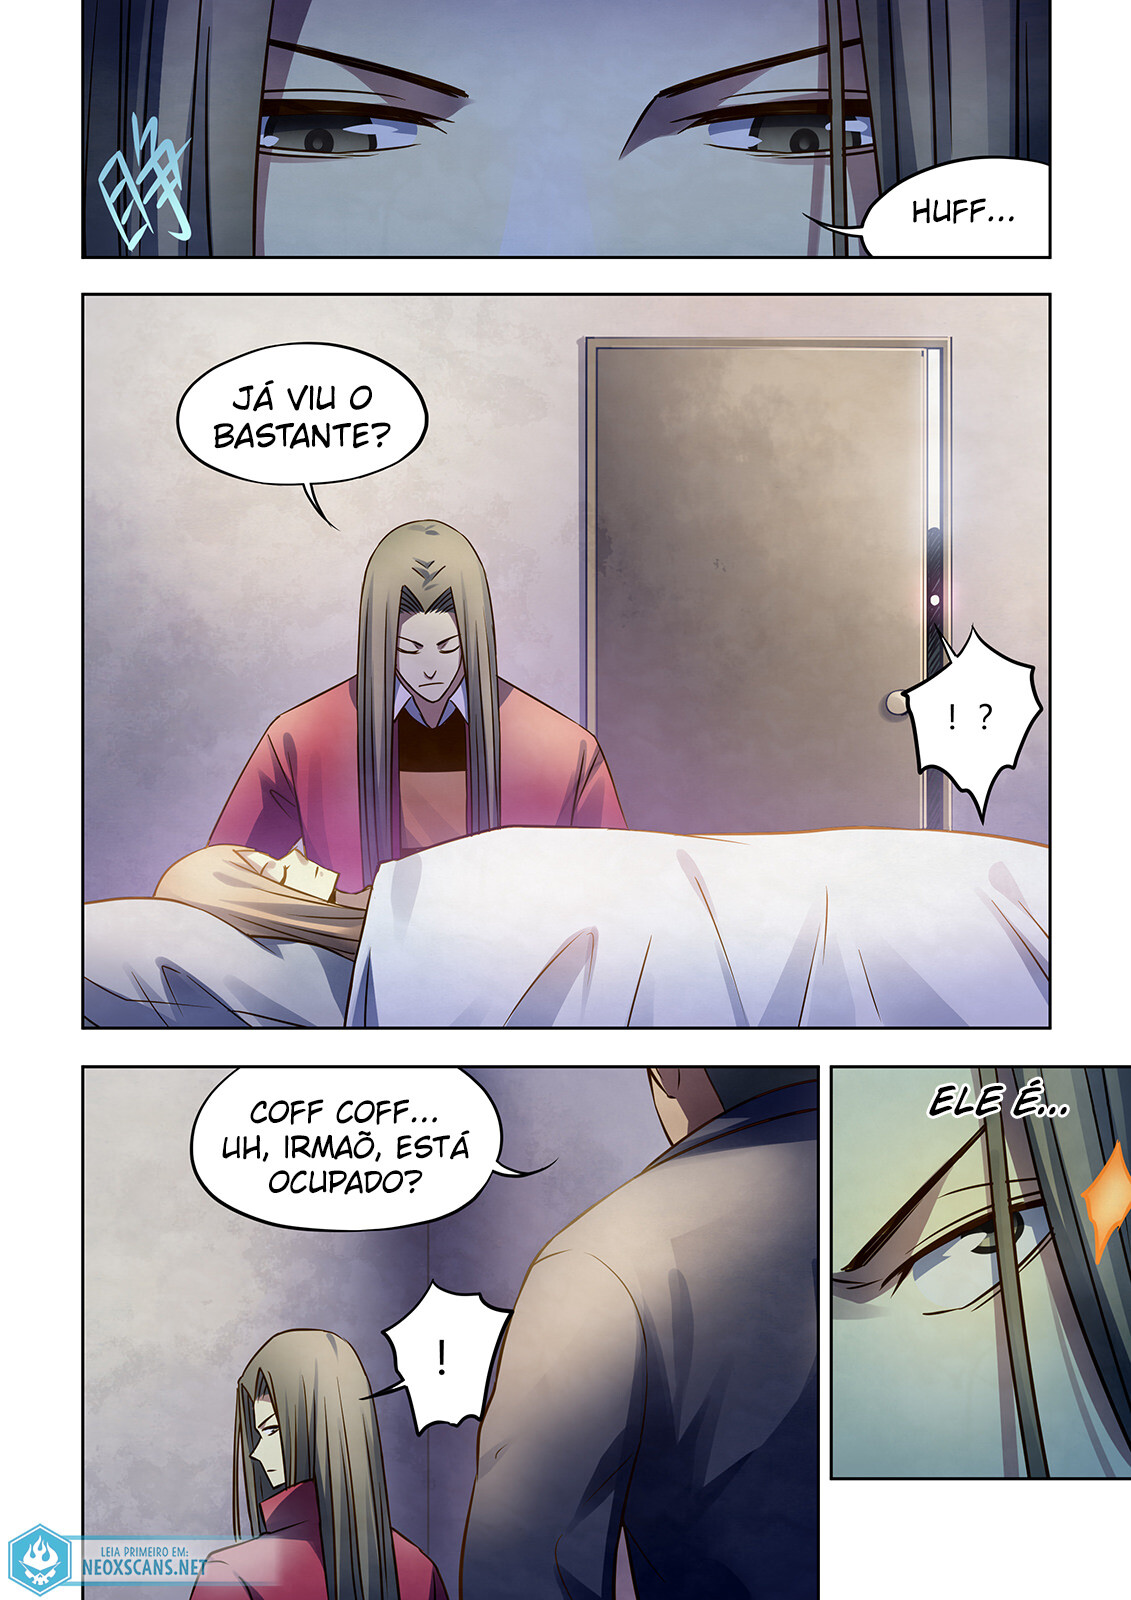 睁
HUFF...
JÁ VIU O
BASTANTE?
! ?
COFF COFF...
UH, IRMAÕ, ESTÁ
OCUPADO?
ELE É...
!
LEIA PRIMEIRO EM:
NEOXSCANS.NET